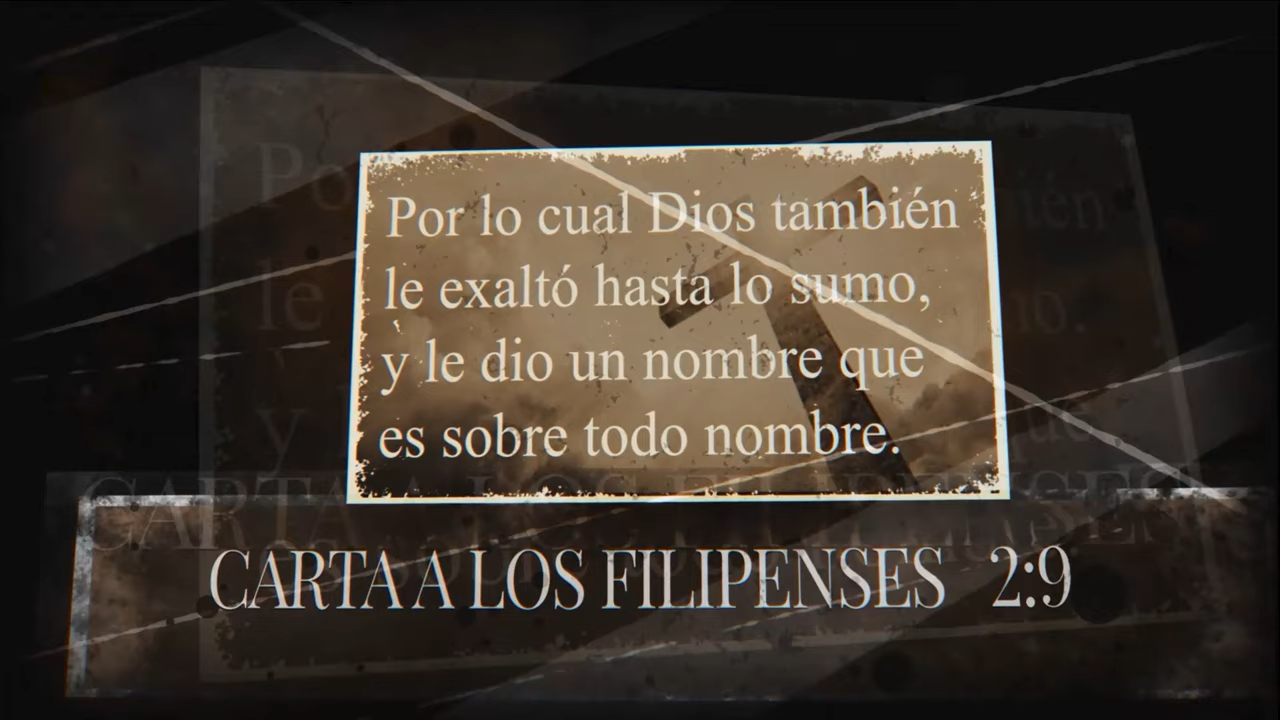 Por lo cual Dios también
le exaltó hasta lo sumo,
y le dio un nombre que
es sobre todo nombre.
CARTA A LOS FILIPENSES 2:9